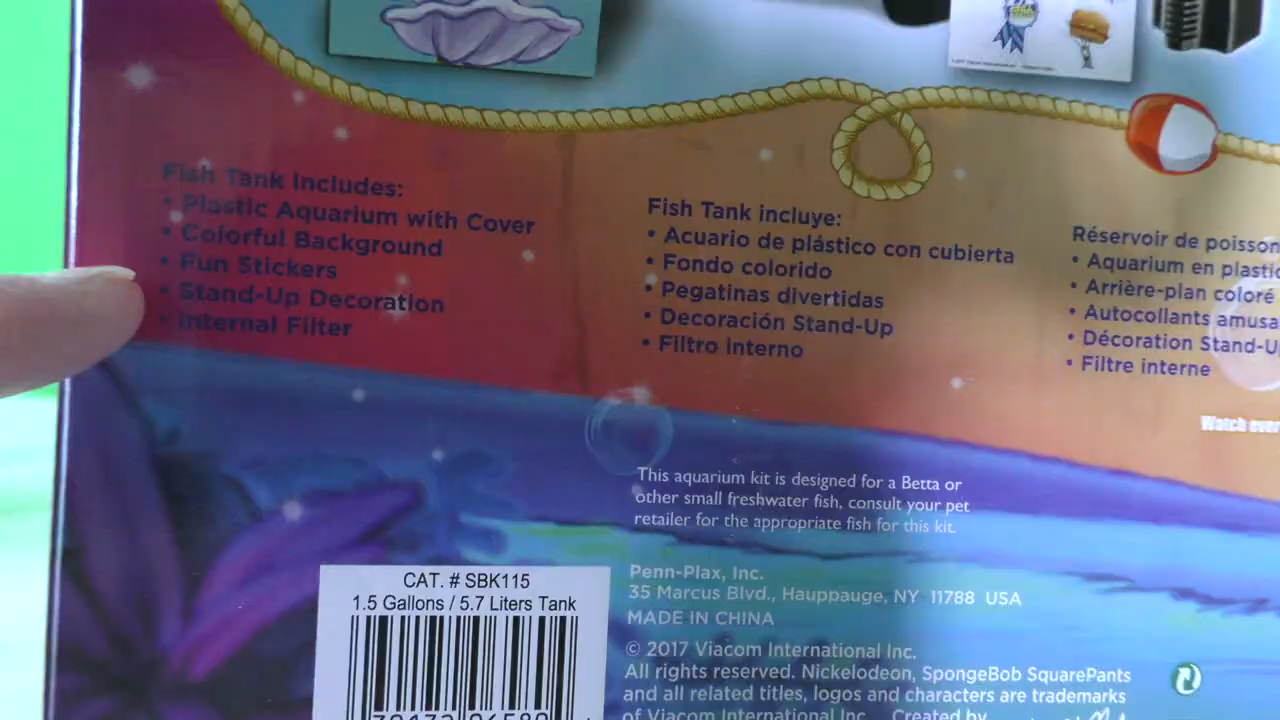 Fish Tank Includes:
• Plastic Aquarium with Cover
• Colorful Background
• Fun Stickers
• Stand-Up Decoration
• Internal Filter
Fish Tank incluye:
• Acuario de plástico con cubierta
• Fondo colorido
• Pegatinas divertidas
• Decoración Stand-Up
• Filtro interno
Réservoir de poisson
• Aquarium en plastic
• Arrière-plan coloré
• Autocollants amusa
• Décoration Stand-U
• Filtre interne
Watch over
This aquarium kit is designed for a Betta or
other small freshwater fish, consult your pet
retailer for the appropriate fish for this kit.
CAT. # SBK115
1.5 Gallons / 5.7 Liters Tank
Penn-Plax, Inc.
35 Marcus Blvd., Hauppauge, NY 11788 USA
MADE IN CHINA
© 2017 Viacom International Inc.
All rights reserved. Nickelodeon, SpongeBob SquarePants
and all related titles, logos and characters are trademarks
of Viacom International Inc. Created by